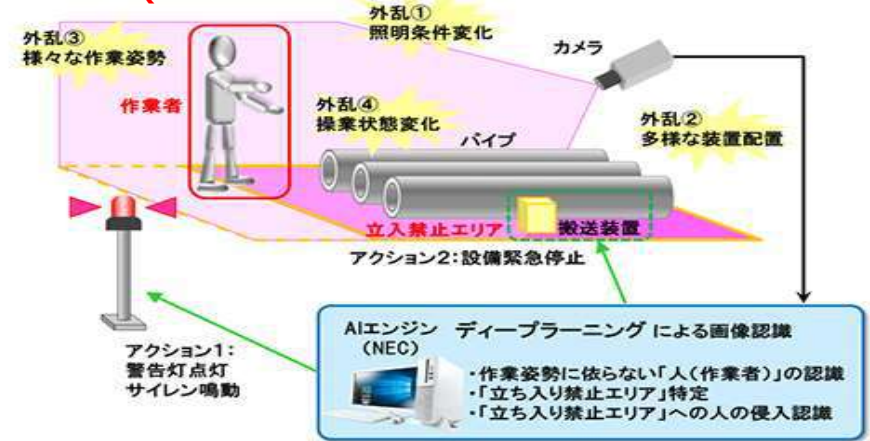 外乱①
照明条件変化
外乱③
様々な作業姿勢
カメラ
作業者
外乱④
操業状態変化
外乱②
多様な装置配置
パイプ
立入禁止エリア
搬送装置
アクション2:設備緊急停止
アクション1:
警告灯点灯
サイレン鳴動
AIエンジン
(NEC)
ディープラーニング による画像認識
・作業姿勢に依らない「人(作業者)」の認識
・「立ち入り禁止エリア」特定
・「立ち入り禁止エリア」への人の侵入認識